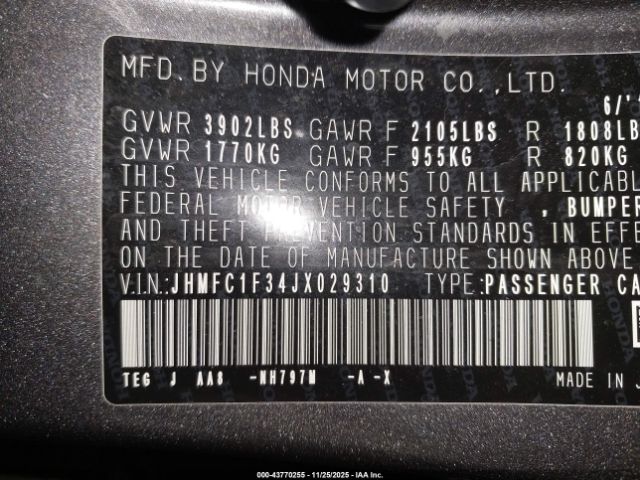 MFD. BY HONDA MOTOR CO., LTD.
6/'
GVWR 3902LBS GAWR F 2105LBS R 1808LB
GVWR 1770KG GAWR F 955KG R 820KG
THIS VEHICLE CONFORMS TO ALL APPLICABL
FEDERAL MOTOR VEHICLE SAFETY , BUMPER
AND THEFT PREVENTION STANDARDS IN EFFE
ON THE DATE OF MANUFACTURE SHOWN ABOVE.
V.I.N.: JHMFC1F34JX029310 TYPE: PASSENGER CA
TEG J AA8 -NH797M -A -X
MADE IN J
000-43770255 - 11/25/2025 - IAA Inc.